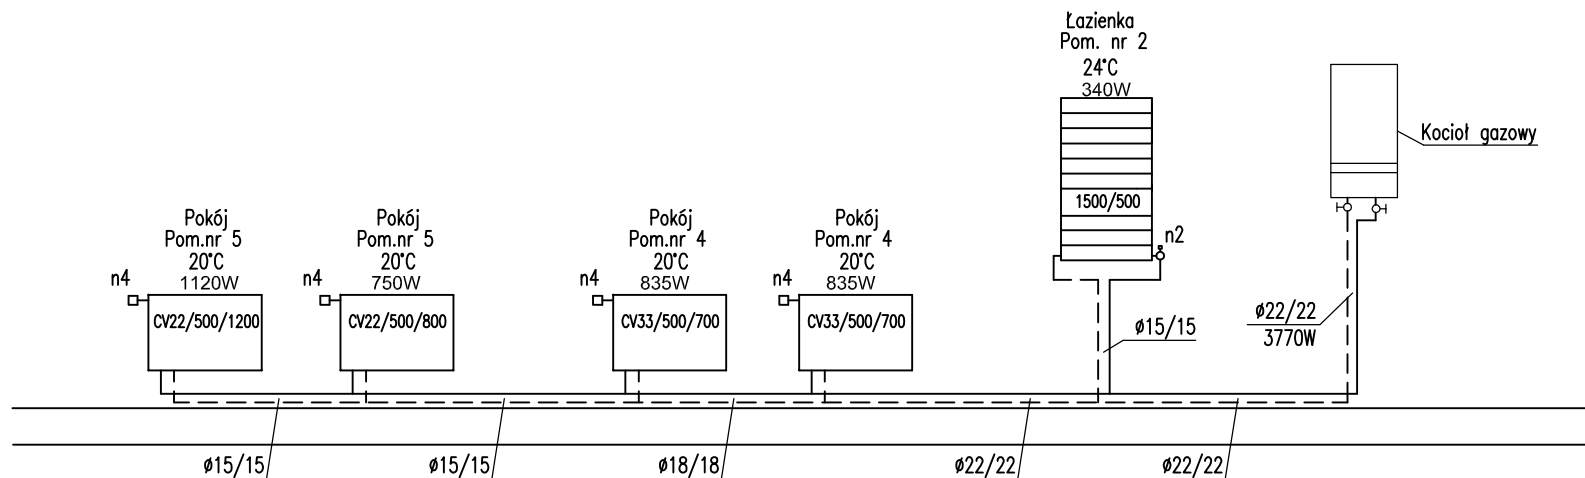 Łazienka
Pom. nr 2
24°C
340W
1500/500
n2
Kocioł gazowy
Pokój
Pom.nr 5
20°C
1120W
n4
CV22/500/1200
Pokój
Pom.nr 5
20°C
750W
n4
CV22/500/800
Pokój
Pom.nr 4
20°C
835W
n4
CV33/500/700
Pokój
Pom.nr 4
20°C
835W
n4
CV33/500/700
ø15/15
ø22/22
3770W
ø15/15
ø15/15
ø18/18
ø22/22
ø22/22